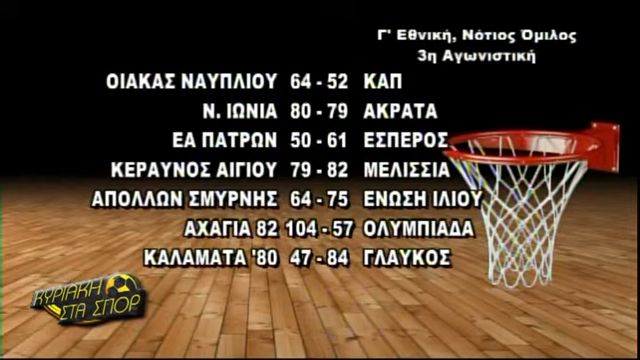 Γ' Εθνική, Νότιος Όμιλος
3η Αγωνιστική
ΟΙΑΚΑΣ ΝΑΥΠΛΙΟΥ 64 - 52 ΚΑΠ
Ν. ΙΩΝΙΑ 80 - 79 ΑΚΡΑΤΑ
ΕΑ ΠΑΤΡΩΝ 50 - 61 ΕΣΠΕΡΟΣ
ΚΕΡΑΥΝΟΣ ΑΙΓΙΟΥ 79 - 82 ΜΕΛΙΣΣΙΑ
ΑΠΟΛΛΩΝ ΣΜΥΡΝΗΣ 64 - 75 ΕΝΩΣΗ ΙΛΙΟΥ
ΑΧΑΓΙΑ 82 104 - 57 ΟΛΥΜΠΙΑΔΑ
ΚΑΛΑΜΑΤΑ '80 47 - 84 ΓΛΑΥΚΟΣ
ΚΥΡΙΑΚΗ
ΣΤΑ ΣΠΟΡ